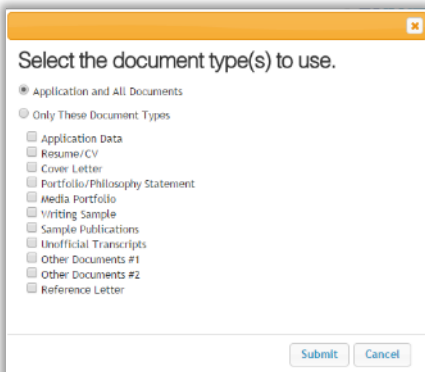 Select the document type(s) to use.
Application and All Documents
Only These Document Types
Application Data
Resume/CV
Cover Letter
Portfolio/Philosophy Statement
Media Portfolio
Writing Sample
Sample Publications
Unofficial Transcripts
Other Documents #1
Other Documents #2
Reference Letter
Submit Cancel